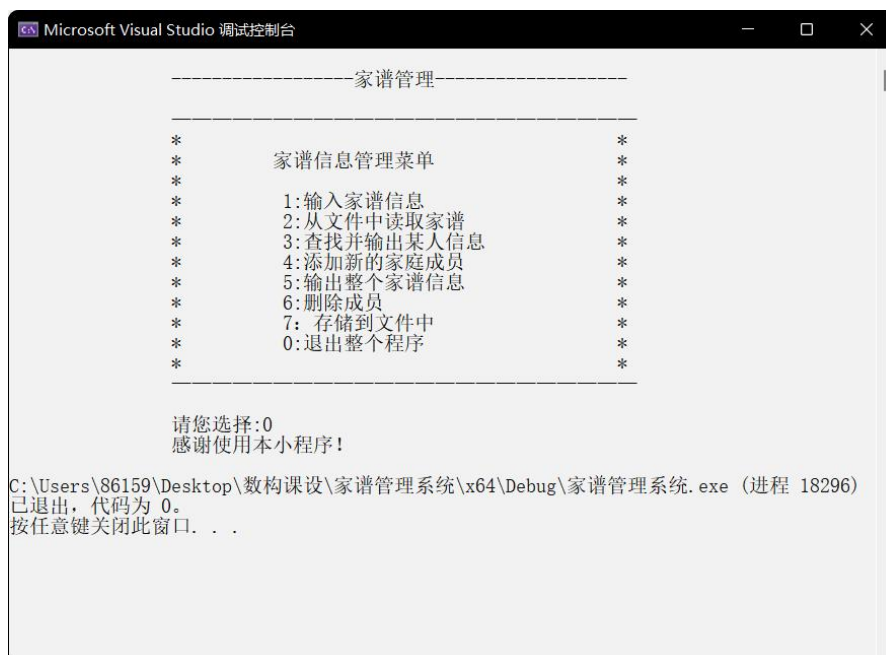 Microsoft Visual Studio 调试控制台
------------------家谱管理-------------------
———————————————————————
* *
* 家谱信息管理菜单 *
* *
* 1:输入家谱信息 *
* 2:从文件中读取家谱 *
* 3:查找并输出某人信息 *
* 4:添加新的家庭成员 *
* 5:输出整个家谱信息 *
* 6:删除成员 *
* 7：存储到文件中 *
* 0:退出整个程序 *
* *
———————————————————————
请您选择:0
感谢使用本小程序！
C:\Users\86159\Desktop\数构课设\家谱管理系统\x64\Debug\家谱管理系统.exe (进程 18296)
已退出，代码为 0。
按任意键关闭此窗口. . .